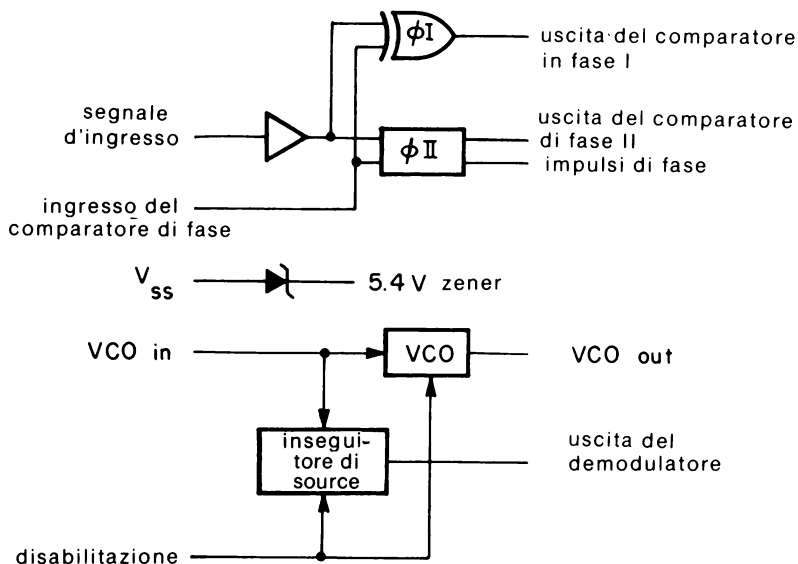 ϕI
uscita del comparatore
in fase I
segnale
d'ingresso
uscita del comparatore
di fase II
ϕII
impulsi di fase
ingresso del
comparatore di fase
Vss
5.4 V zener
VCO in
VCO
VCO out
insegui-
tore di
source
uscita del
demodulatore
disabilitazione